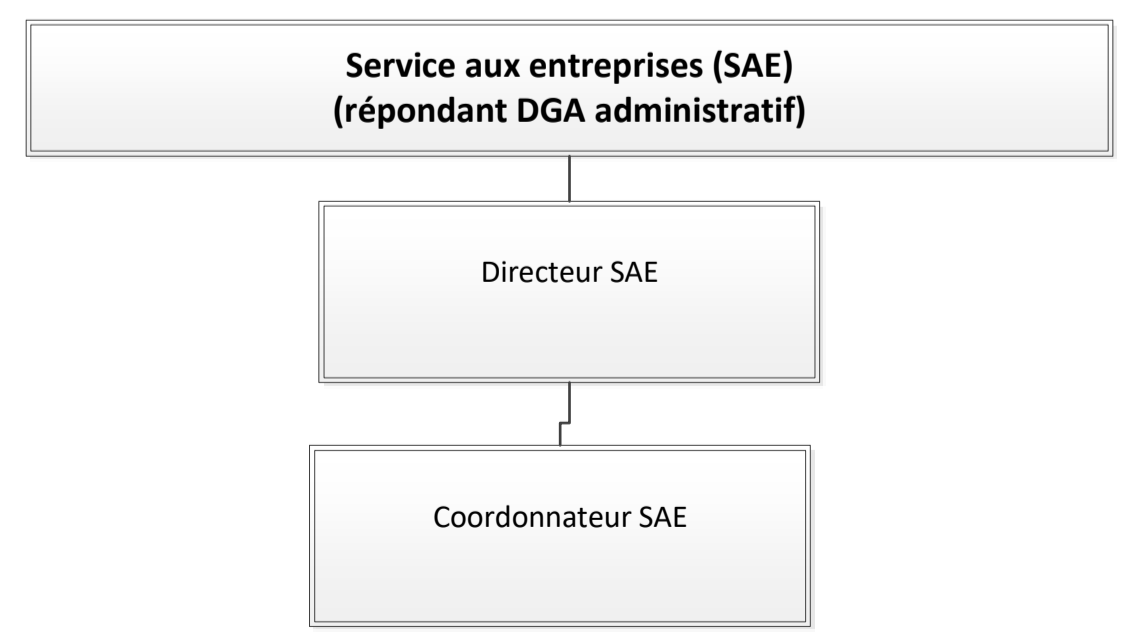 Service aux entreprises (SAE)
(répondant DGA administratif)
Directeur SAE
Coordonnateur SAE